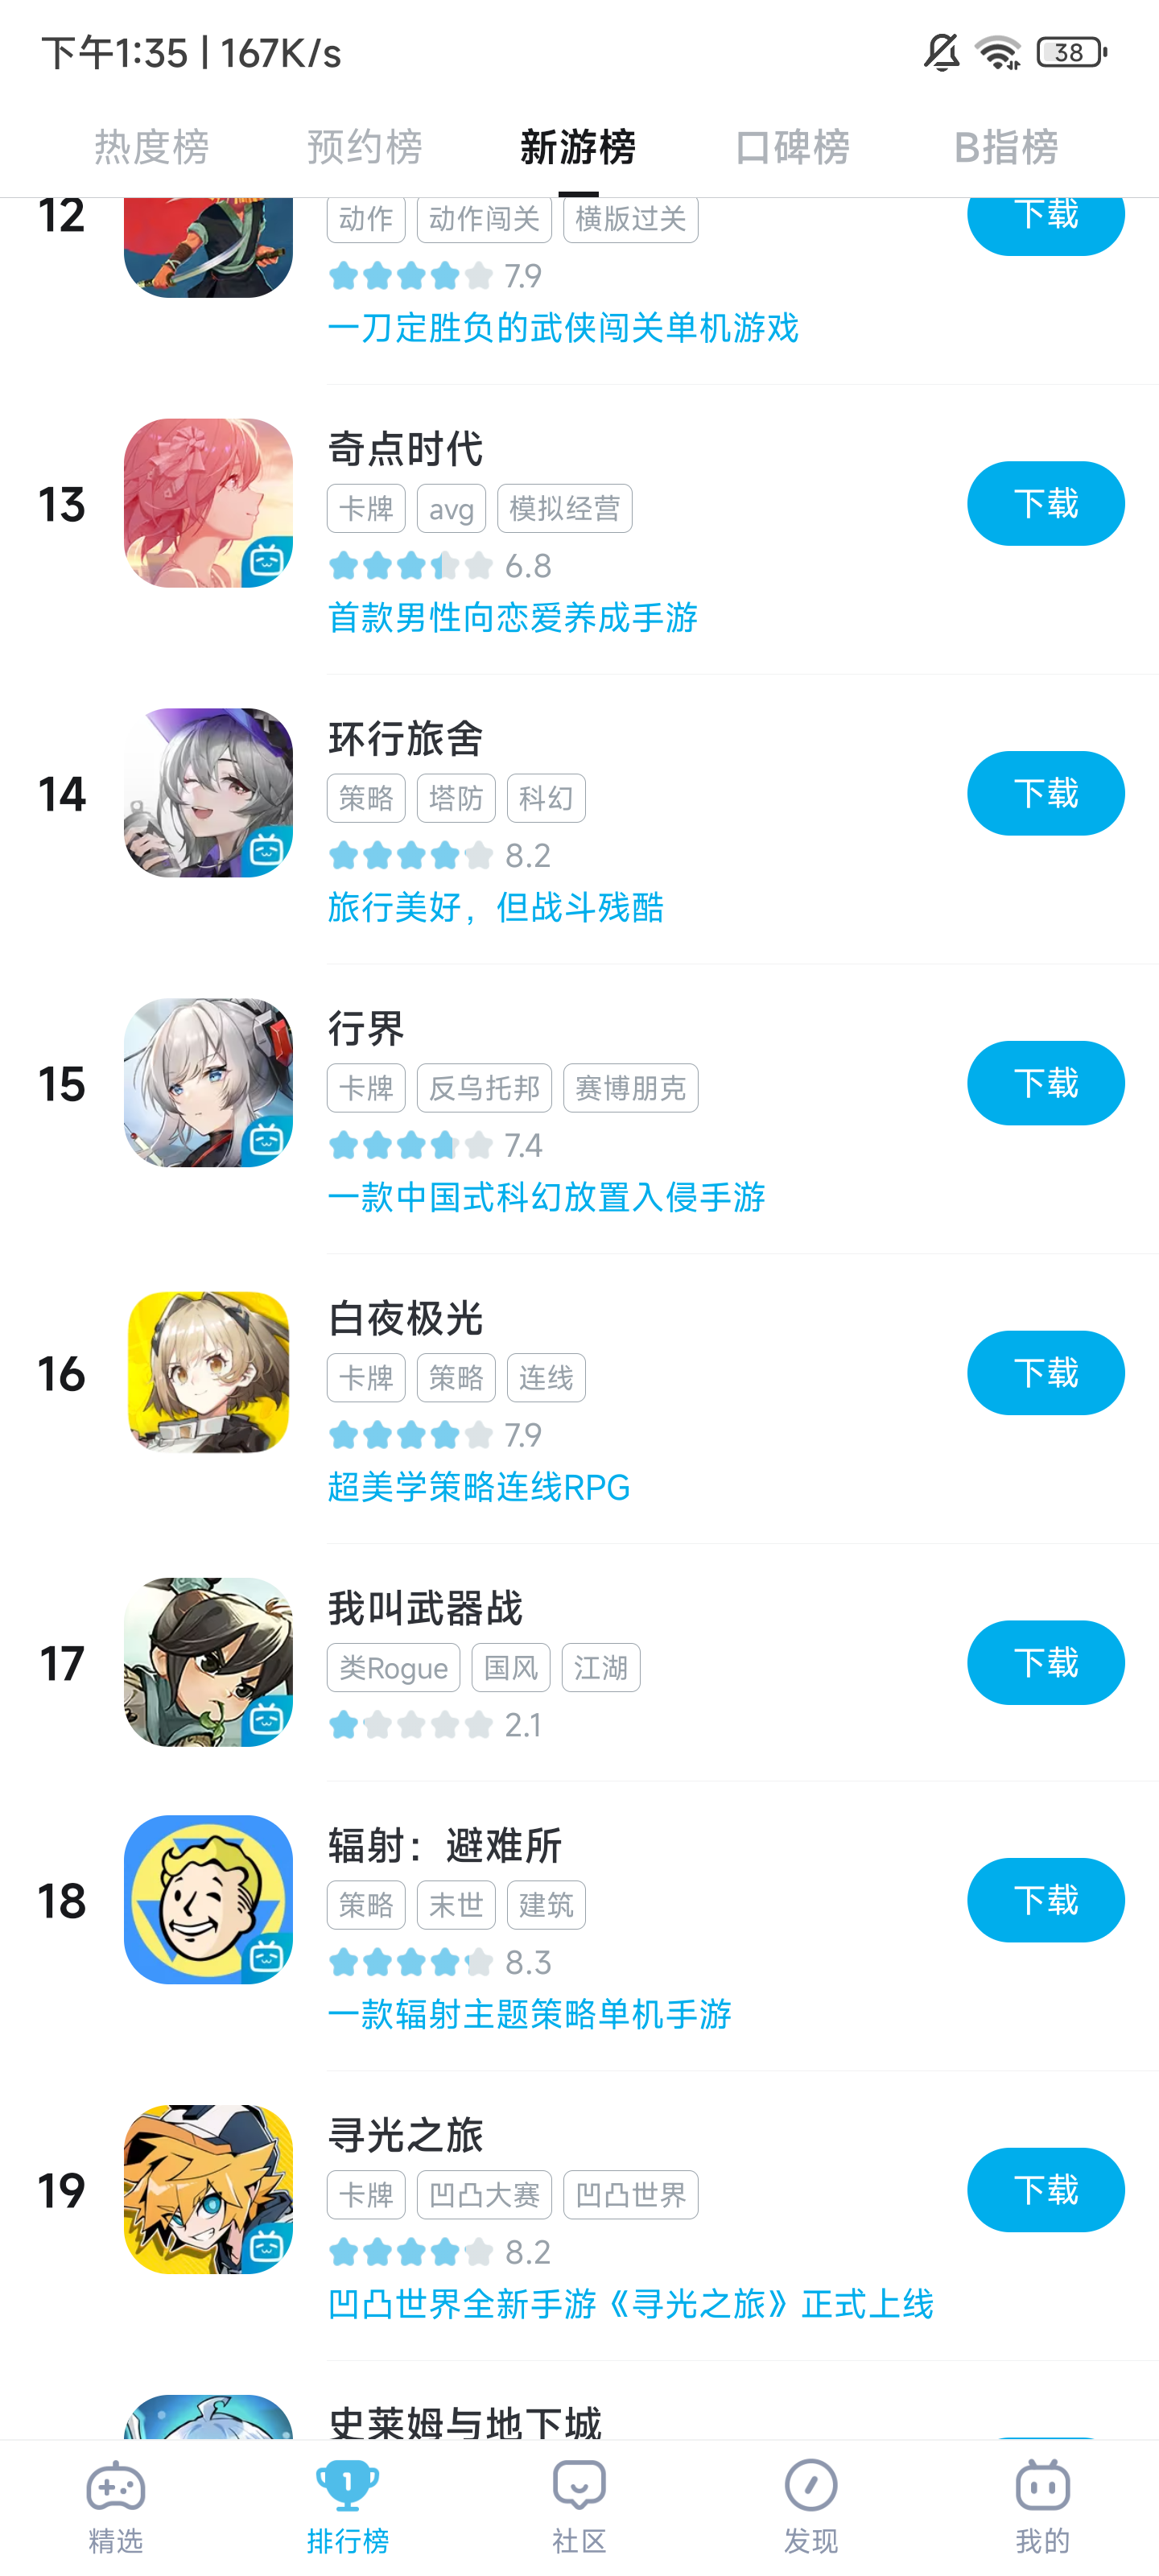 下午1:35 | 167K/s
38
热度榜 预约榜 新游榜 口碑榜 B指榜
12
动作 动作闯关 横版过关
下载
7.9
一刀定胜负的武侠闯关单机游戏
13
奇点时代
卡牌 avg 模拟经营
下载
6.8
首款男性向恋爱养成手游
14
环行旅舍
策略 塔防 科幻
下载
8.2
旅行美好，但战斗残酷
15
行界
卡牌 反乌托邦 赛博朋克
下载
7.4
一款中国式科幻放置入侵手游
16
白夜极光
卡牌 策略 连线
下载
7.9
超美学策略连线RPG
17
我叫武器战
类Rogue 国风 江湖
下载
2.1
18
辐射：避难所
策略 末世 建筑
下载
8.3
一款辐射主题策略单机手游
19
寻光之旅
卡牌 凹凸大赛 凹凸世界
下载
8.2
凹凸世界全新手游《寻光之旅》正式上线
史莱姆与地下城
1
精选 排行榜 社区 发现 我的